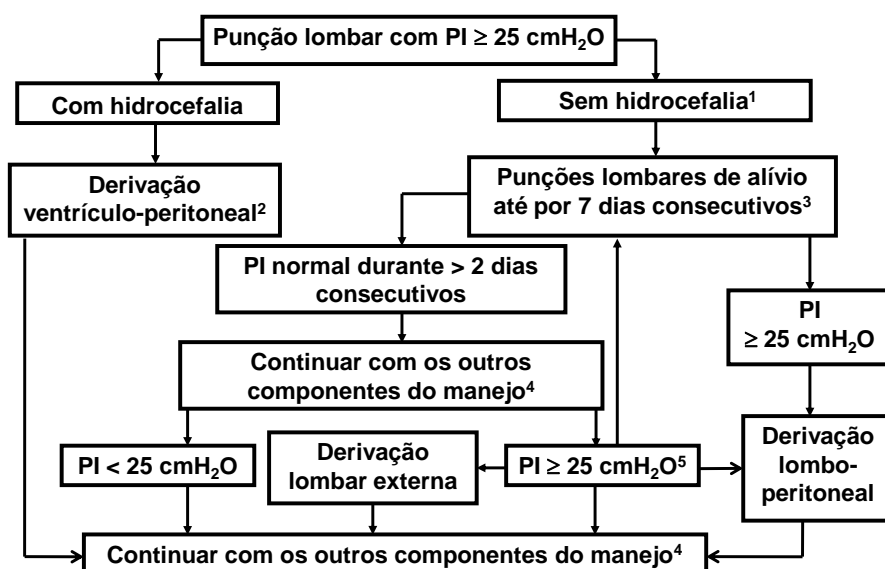 Punção lombar com PI ≥ 25 cmH₂O
Com hidrocefalia
Sem hidrocefalia¹
Derivação
ventrículo-peritoneal²
Punções lombares de alívio
até por 7 dias consecutivos³
PI normal durante > 2 dias
consecutivos
PI
≥ 25 cmH₂O
Continuar com os outros
componentes do manejo⁴
PI < 25 cmH₂O
Derivação
lombar externa
PI ≥ 25 cmH₂O⁵
Derivação
lombo-
peritoneal
Continuar com os outros componentes do manejo⁴